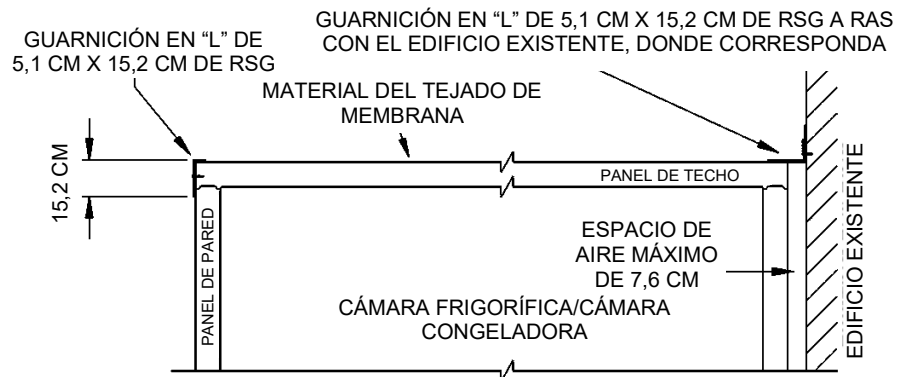 GUARNICIÓN EN “L” DE
5,1 CM X 15,2 CM DE RSG
GUARNICIÓN EN “L” DE 5,1 CM X 15,2 CM DE RSG A RAS
CON EL EDIFICIO EXISTENTE, DONDE CORRESPONDA
MATERIAL DEL TEJADO DE
MEMBRANA
15,2 CM
PANEL DE TECHO
PANEL DE PARED
ESPACIO DE
AIRE MÁXIMO
DE 7,6 CM
CÁMARA FRIGORÍFICA/CÁMARA
CONGELADORA
EDIFICIO EXISTENTE